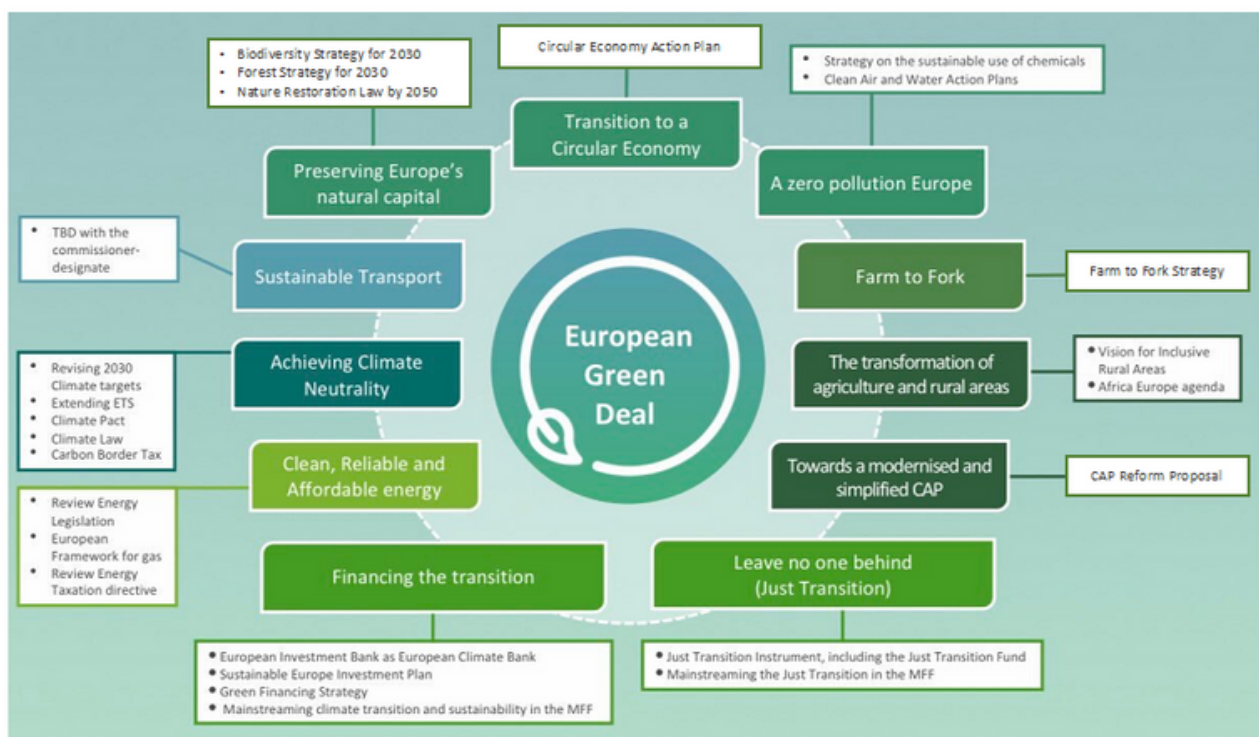 • Biodiversity Strategy for 2030
• Forest Strategy for 2030
• Nature Restoration Law by 2050
Circular Economy Action Plan
• Strategy on the sustainable use of chemicals
• Clean Air and Water Action Plans
Transition to a
Circular Economy
Preserving Europe's
natural capital
A zero pollution Europe
• TBD with the
commissioner-
designate
Sustainable Transport
Farm to Fork
Farm to Fork Strategy
European
Green
Deal
• Revising 2030
Climate targets
• Extending ETS
• Climate Pact
• Climate Law
• Carbon Border Tax
Achieving Climate
Neutrality
The transformation of
agriculture and rural areas
• Vision for Inclusive
Rural Areas
• Africa Europe agenda
Clean, Reliable and
Affordable energy
Towards a modernised and
simplified CAP
CAP Reform Proposal
• Review Energy
Legislation
• European
Framework for gas
• Review Energy
Taxation directive
Financing the transition
Leave no one behind
(Just Transition)
• European Investment Bank as European Climate Bank
• Sustainable Europe Investment Plan
• Green Financing Strategy
• Mainstreaming climate transition and sustainability in the MFF
• Just Transition Instrument, including the Just Transition Fund
• Mainstreaming the Just Transition in the MFF